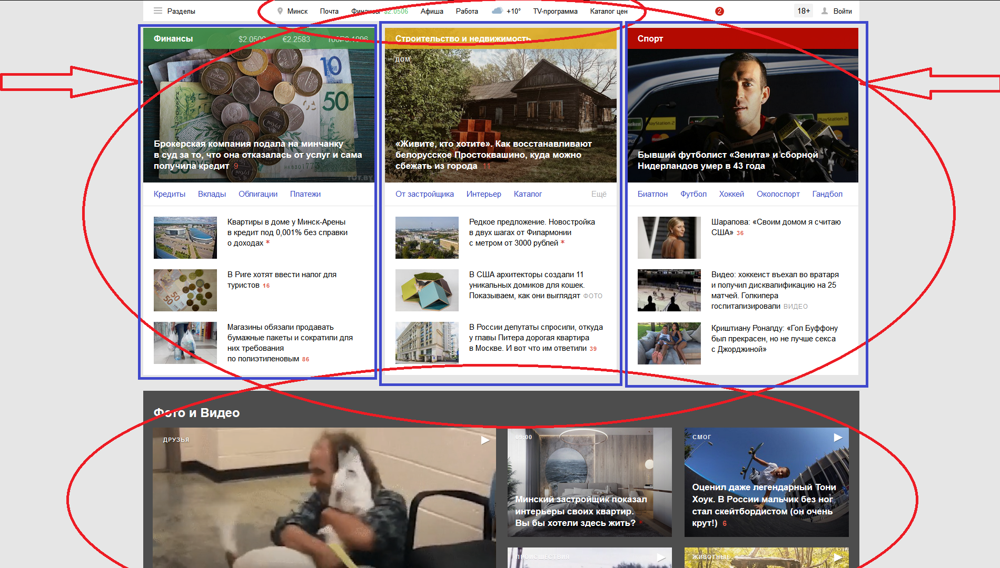 Разделы
Минск Почта Финансы $2.0506 Афиша Работа +10° TV-программа Каталог цен
2
18+ Войти
Финансы $2.0506 €2.2583
Брокерская компания подала на минчанку
в суд за то, что она отказалась от услуг и сама
получила кредит 9
10
50
TUT.BY
Кредиты Вклады Облигации Платежи
Квартиры в доме у Минск-Арены
в кредит под 0,001% без справки
о доходах *
В Риге хотят ввести налог для
туристов 16
Магазины обязали продавать
бумажные пакеты и сократили для
них требования
по полиэтиленовым 86
Строительство и недвижимость
ДОМ
«Живите, кто хотите». Как восстанавливают
белорусское Простоквашино, куда можно
сбежать из города 11
От застройщика Интерьер Каталог Ещё
Редкое предложение. Новостройка
в двух шагах от Филармонии
с метром от 3000 рублей *
В США архитекторы создали 11
уникальных домиков для кошек.
Показываем, как они выглядят ФОТО
В России депутаты спросили, откуда
у главы Питера дорогая квартира
в Москве. И вот что им ответили 39
Спорт
PlayStation 2
PlayStation 2
Бывший футболист «Зенита» и сборной
Нидерландов умер в 43 года
Биатлон Футбол Хоккей Околоспорт Гандбол
Шарапова: «Своим домом я считаю
США» 36
Видео: хоккеист въехал во вратаря
и получил дисквалификацию на 25
матчей. Голкипера
госпитализировали ВИДЕО
Криштиану Роналду: «Гол Буффону
был прекрасен, но не лучше секса
с Джорджиной»
Фото и Видео
ДРУЗЬЯ
09:00
Минский застройщик показал
интерьеры своих квартир.
Вы бы хотели здесь жить? *
СМОГ
Оценил даже легендарный Тони
Хоук. В России мальчик без ног
стал скейтбордистом (он очень
крут!) 6
ПРОИСШЕСТВИЯ
ЖИВОТНЫЕ